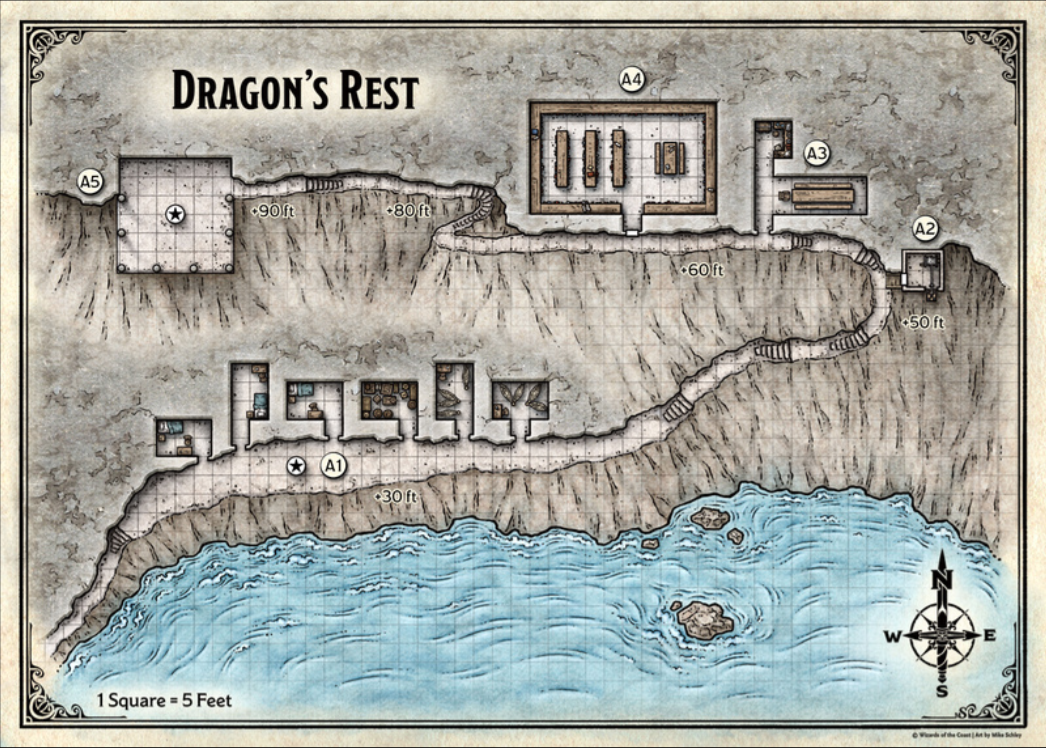 DRAGON'S REST
A4
A3
A5
+90 ft
+80 ft
A2
+60 ft
+50 ft
A1
+30 ft
N
W
E
S
1 Square = 5 Feet
© Wizards of the Coast | Art by Mike Schley